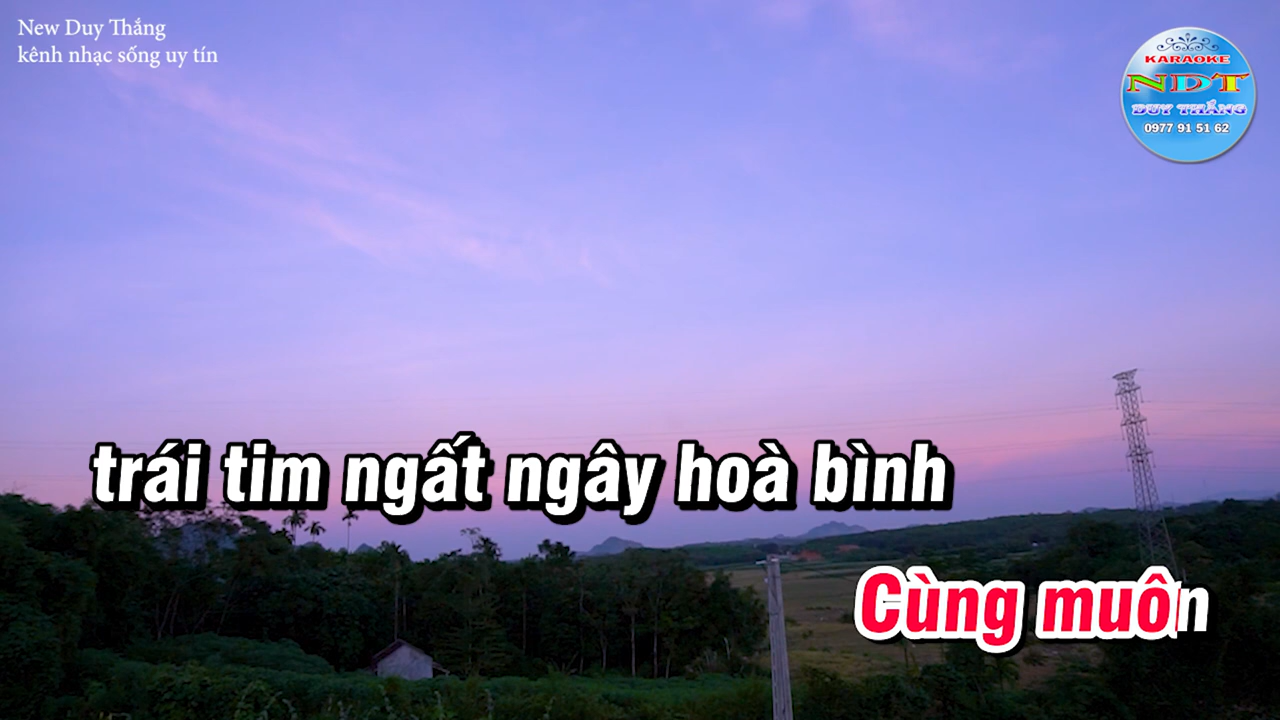 New Duy Thắng
kênh nhạc sống uy tín
KARAOKE
NDT
DUY THẮNG
0977 91 51 62
trái tim ngất ngây hoà bình
Cùng muôn